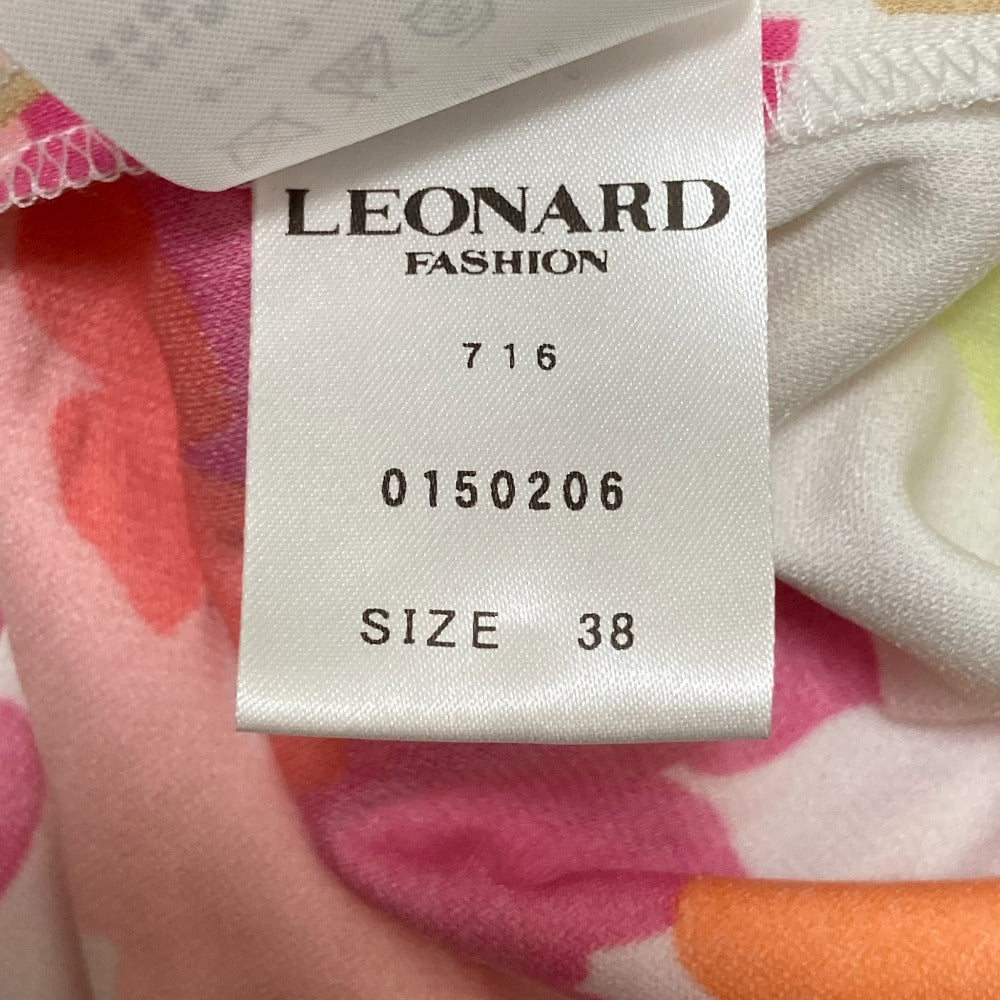 LEONARD
FASHION
716
0150206
SIZE 38